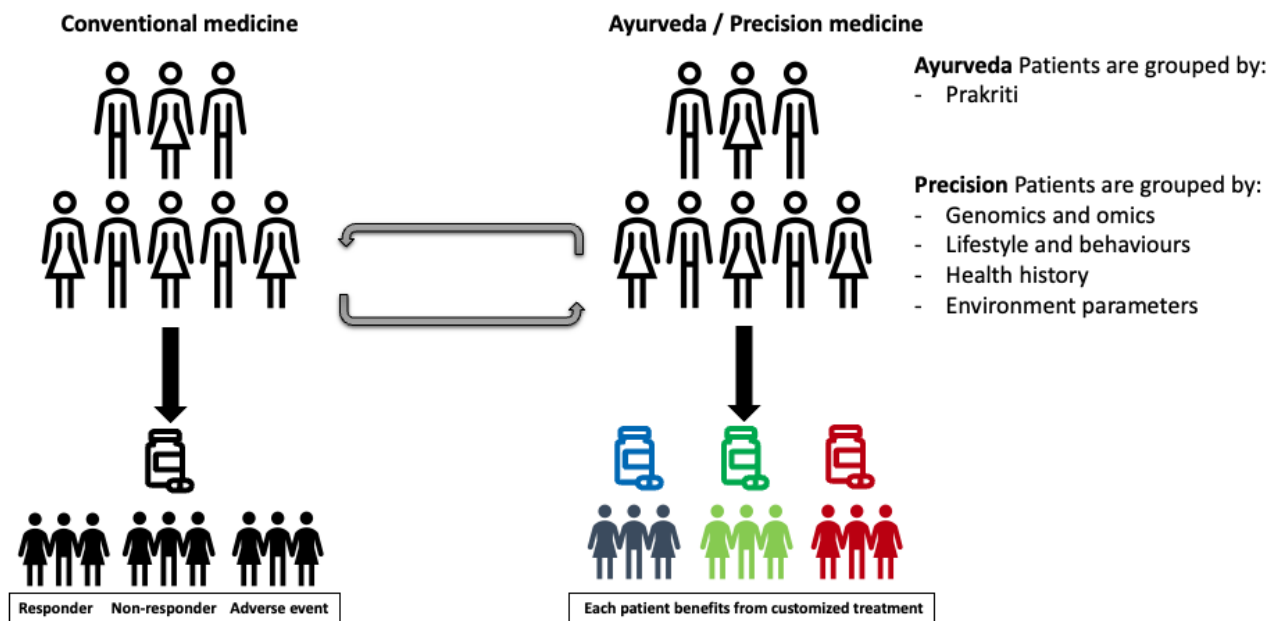 Conventional medicine
Ayurveda / Precision medicine
Ayurveda Patients are grouped by:
- Prakriti
Precision Patients are grouped by:
- Genomics and omics
- Lifestyle and behaviours
- Health history
- Environment parameters
Responder Non-responder Adverse event
Each patient benefits from customized treatment